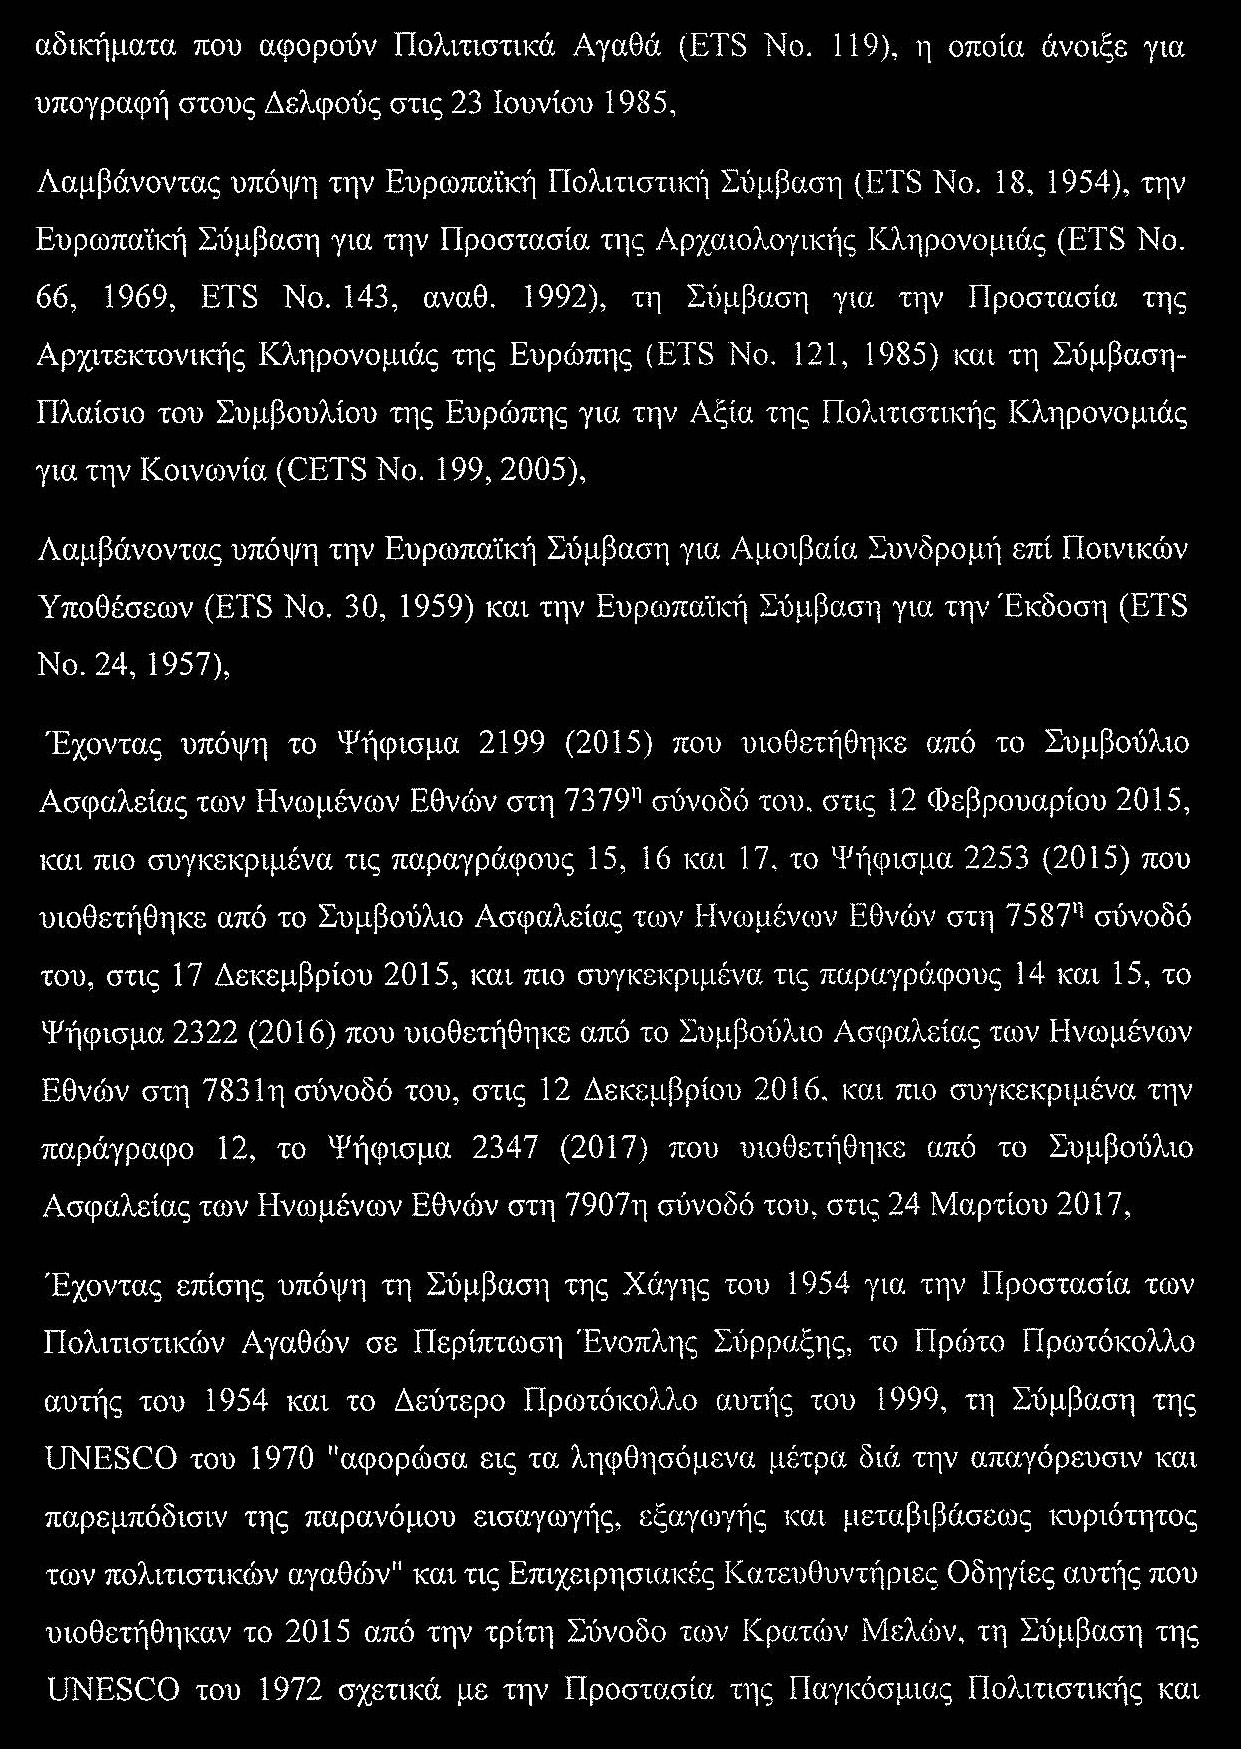 αδικήματα που αφορούν Πολιτιστικά Αγαθά (ETS No. 119), η οποία άνοιξε για
υπογραφή στους Δελφούς στις 23 Ιουνίου 1985,
Λαμβάνοντας υπόψη την Ευρωπαϊκή Πολιτιστική Σύμβαση (ETS No. 18, 1954), την
Ευρωπαϊκή Σύμβαση για την Προστασία της Αρχαιολογικής Κληρονομιάς (ETS No.
66, 1969, ETS No. 143, αναθ. 1992), τη Σύμβαση για την Προστασία της
Αρχιτεκτονικής Κληρονομιάς της Ευρώπης (ETS No. 121, 1985) και τη Σύμβαση-
Πλαίσιο του Συμβουλίου της Ευρώπης για την Αξία της Πολιτιστικής Κληρονομιάς
για την Κοινωνία (CETS No. 199, 2005),
Λαμβάνοντας υπόψη την Ευρωπαϊκή Σύμβαση για Αμοιβαία Συνδρομή επί Ποινικών
Υποθέσεων (ETS No. 30, 1959) και την Ευρωπαϊκή Σύμβαση για την Έκδοση (ETS
No. 24, 1957),
Έχοντας υπόψη το Ψήφισμα 2199 (2015) που υιοθετήθηκε από το Συμβούλιο
Ασφαλείας των Ηνωμένων Εθνών στη 7379η σύνοδό του, στις 12 Φεβρουαρίου 2015,
και πιο συγκεκριμένα τις παραγράφους 15, 16 και 17, το Ψήφισμα 2253 (2015) που
υιοθετήθηκε από το Συμβούλιο Ασφαλείας των Ηνωμένων Εθνών στη 7587η σύνοδό
του, στις 17 Δεκεμβρίου 2015, και πιο συγκεκριμένα τις παραγράφους 14 και 15, το
Ψήφισμα 2322 (2016) που υιοθετήθηκε από το Συμβούλιο Ασφαλείας των Ηνωμένων
Εθνών στη 7831η σύνοδό του, στις 12 Δεκεμβρίου 2016, και πιο συγκεκριμένα την
παράγραφο 12, το Ψήφισμα 2347 (2017) που υιοθετήθηκε από το Συμβούλιο
Ασφαλείας των Ηνωμένων Εθνών στη 7907η σύνοδό του, στις 24 Μαρτίου 2017,
Έχοντας επίσης υπόψη τη Σύμβαση της Χάγης του 1954 για την Προστασία των
Πολιτιστικών Αγαθών σε Περίπτωση Ένοπλης Σύρραξης, το Πρώτο Πρωτόκολλο
αυτής του 1954 και το Δεύτερο Πρωτόκολλο αυτής του 1999, τη Σύμβαση της
UNESCO του 1970 "αφορώσα εις τα ληφθησόμενα μέτρα διά την απαγόρευσιν και
παρεμπόδισιν της παρανόμου εισαγωγής, εξαγωγής και μεταβιβάσεως κυριότητος
των πολιτιστικών αγαθών" και τις Επιχειρησιακές Κατευθυντήριες Οδηγίες αυτής που
υιοθετήθηκαν το 2015 από την τρίτη Σύνοδο των Κρατών Μελών, τη Σύμβαση της
UNESCO του 1972 σχετικά με την Προστασία της Παγκόσμιας Πολιτιστικής και